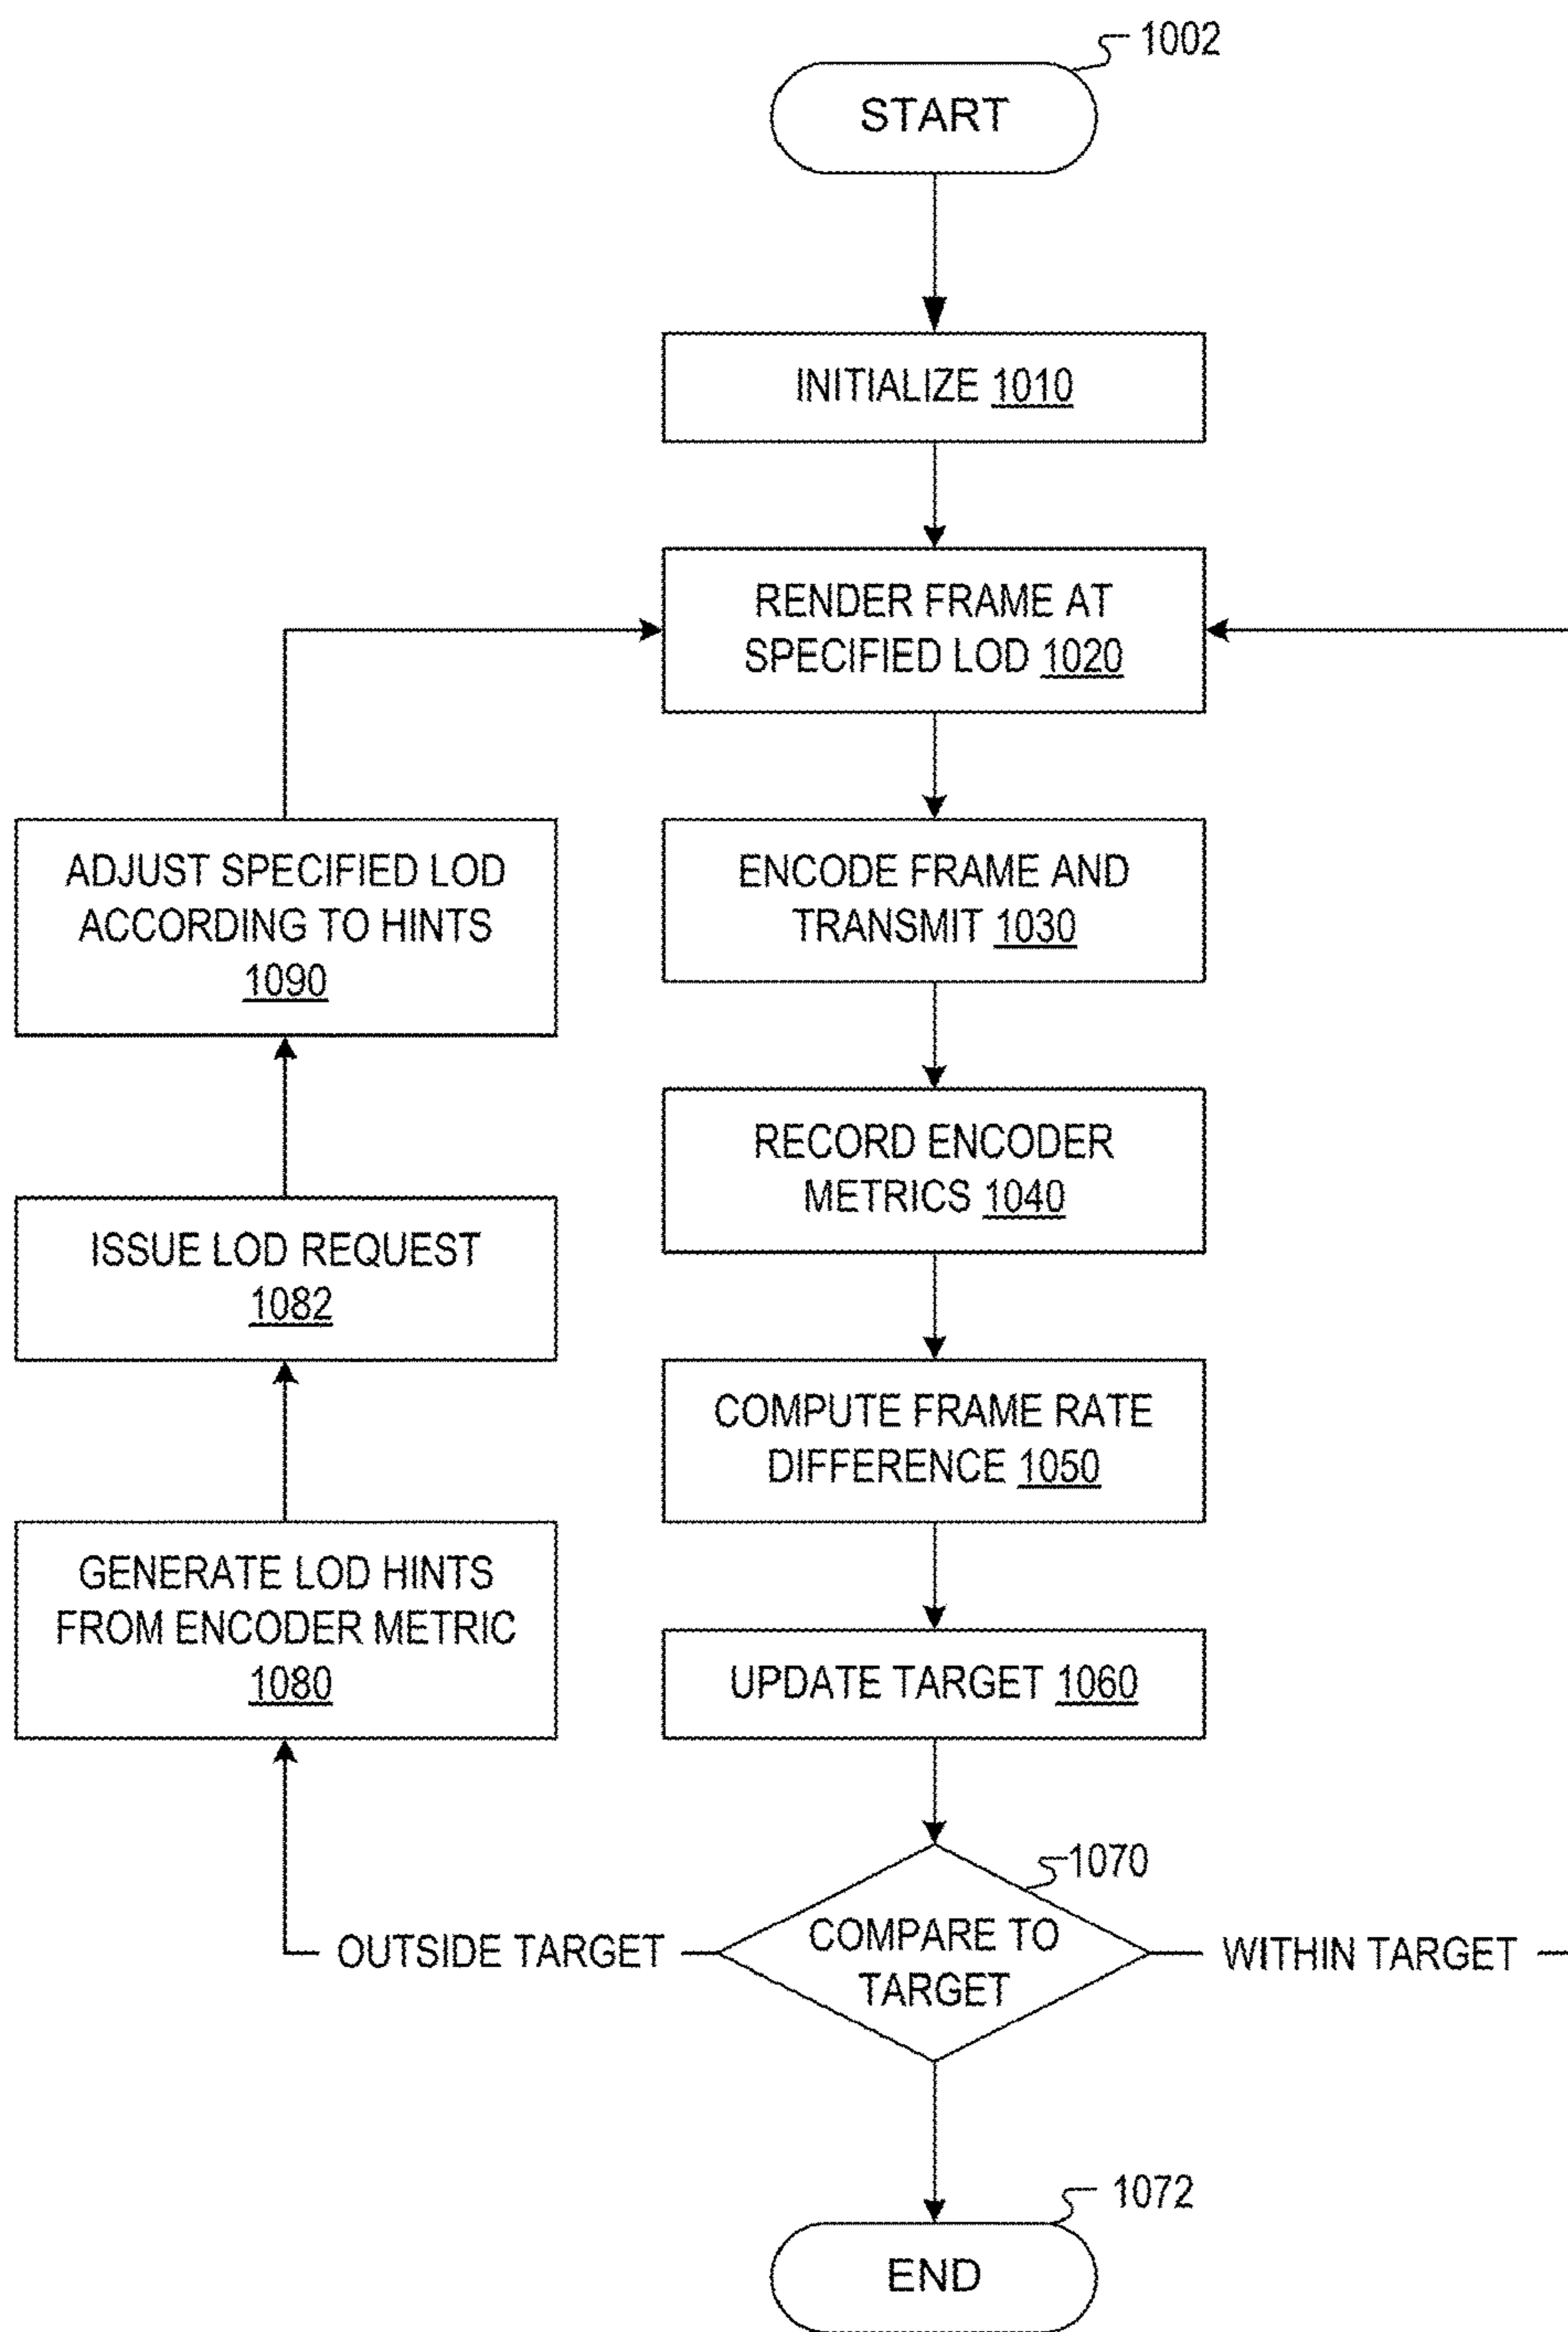 1002
START
INITIALIZE 1010
RENDER FRAME AT
SPECIFIED LOD 1020
ENCODE FRAME AND
TRANSMIT 1030
RECORD ENCODER
METRICS 1040
COMPUTE FRAME RATE
DIFFERENCE 1050
UPDATE TARGET 1060
1070
COMPARE TO
TARGET
WITHIN TARGET
OUTSIDE TARGET
GENERATE LOD HINTS
FROM ENCODER METRIC
1080
ISSUE LOD REQUEST
1082
ADJUST SPECIFIED LOD
ACCORDING TO HINTS
1090
1072
END